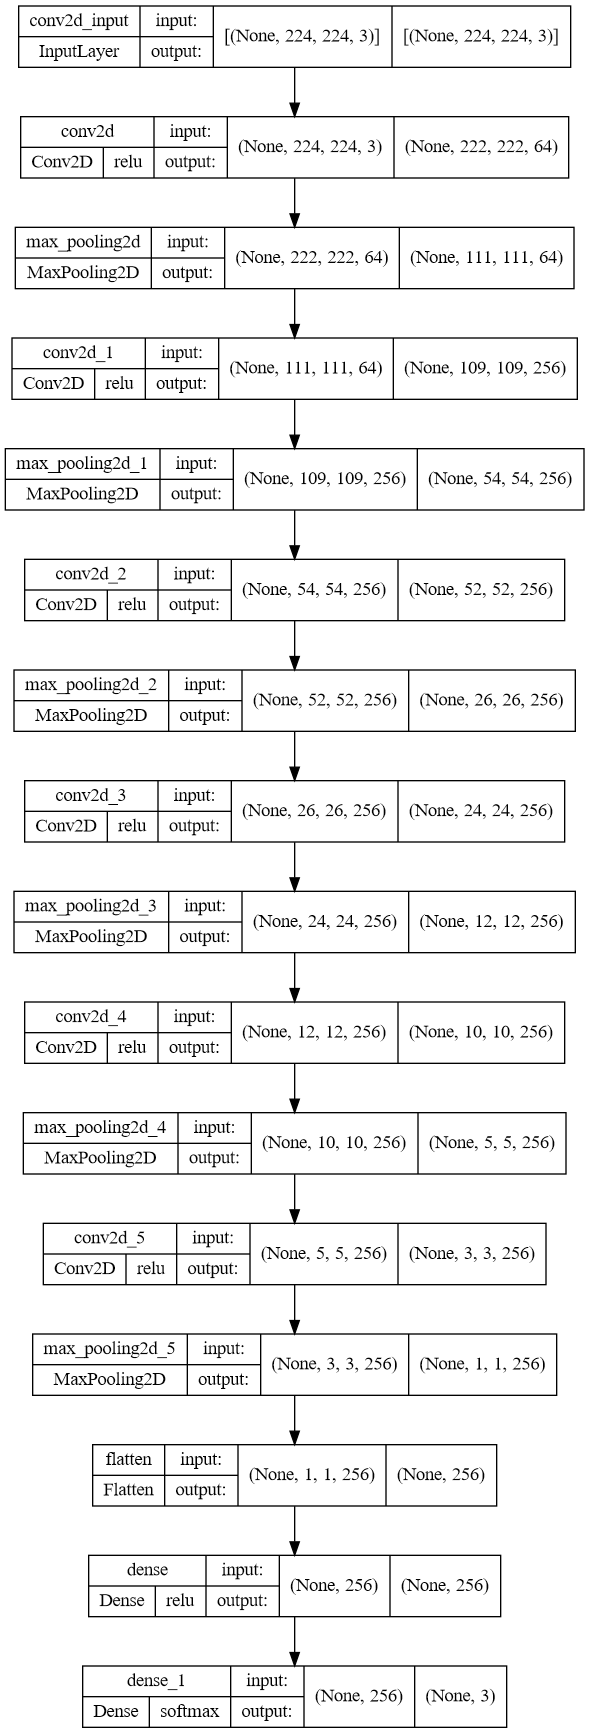 conv2d_input input: [(None, 224, 224, 3)] [(None, 224, 224, 3)]
InputLayer output:
conv2d input: (None, 224, 224, 3) (None, 222, 222, 64)
Conv2D relu output:
max_pooling2d input: (None, 222, 222, 64) (None, 111, 111, 64)
MaxPooling2D output:
conv2d_1 input: (None, 111, 111, 64) (None, 109, 109, 256)
Conv2D relu output:
max_pooling2d_1 input: (None, 109, 109, 256) (None, 54, 54, 256)
MaxPooling2D output:
conv2d_2 input: (None, 54, 54, 256) (None, 52, 52, 256)
Conv2D relu output:
max_pooling2d_2 input: (None, 52, 52, 256) (None, 26, 26, 256)
MaxPooling2D output:
conv2d_3 input: (None, 26, 26, 256) (None, 24, 24, 256)
Conv2D relu output:
max_pooling2d_3 input: (None, 24, 24, 256) (None, 12, 12, 256)
MaxPooling2D output:
conv2d_4 input: (None, 12, 12, 256) (None, 10, 10, 256)
Conv2D relu output:
max_pooling2d_4 input: (None, 10, 10, 256) (None, 5, 5, 256)
MaxPooling2D output:
conv2d_5 input: (None, 5, 5, 256) (None, 3, 3, 256)
Conv2D relu output:
max_pooling2d_5 input: (None, 3, 3, 256) (None, 1, 1, 256)
MaxPooling2D output:
flatten input: (None, 1, 1, 256) (None, 256)
Flatten output:
dense input: (None, 256) (None, 256)
Dense relu output:
dense_1 input: (None, 256) (None, 3)
Dense softmax output: